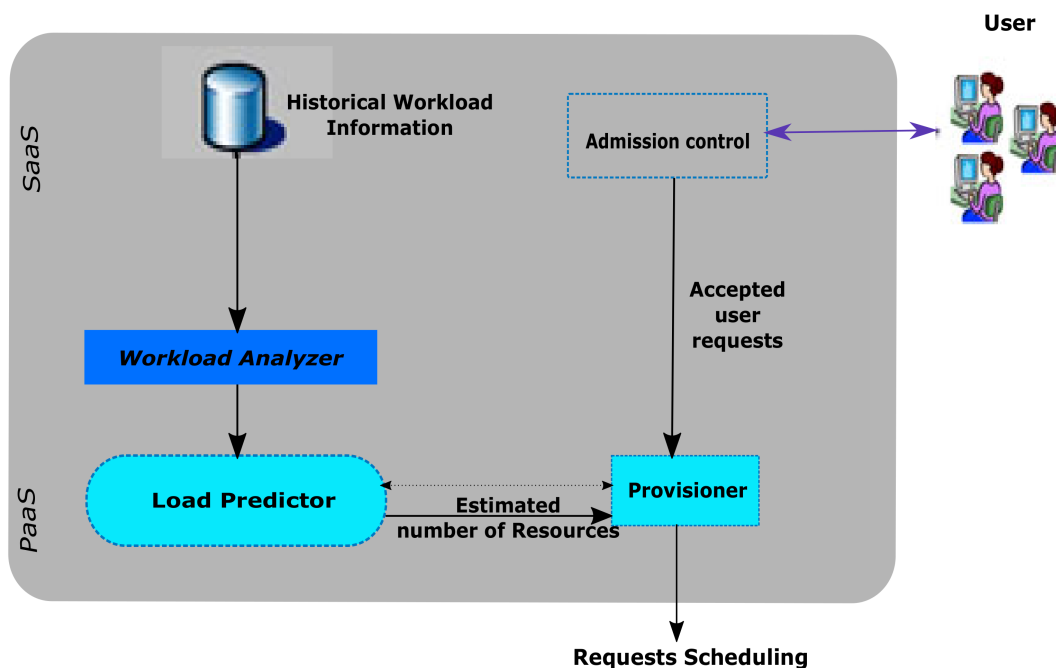 User
SaaS
Historical Workload
Information
Admission control
Accepted
user
requests
Workload Analyzer
PaaS
Load Predictor
Estimated
number of Resources
Provisioner
Requests Scheduling